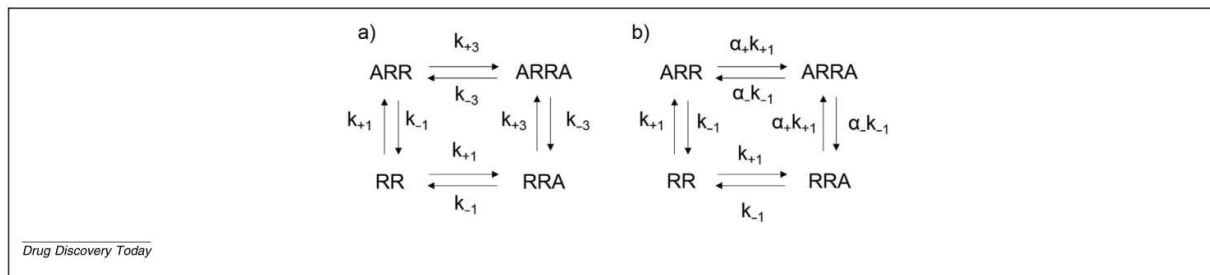 a)
k₊₃
ARR ARRA
k₋₃
k₊₁ k₋₁ k₊₃ k₋₃
k₊₁
RR RRA
k₋₁
b)
α₊k₊₁
ARR ARRA
α₋k₋₁
k₊₁ k₋₁ α₊k₊₁ α₋k₋₁
k₊₁
RR RRA
k₋₁
Drug Discovery Today